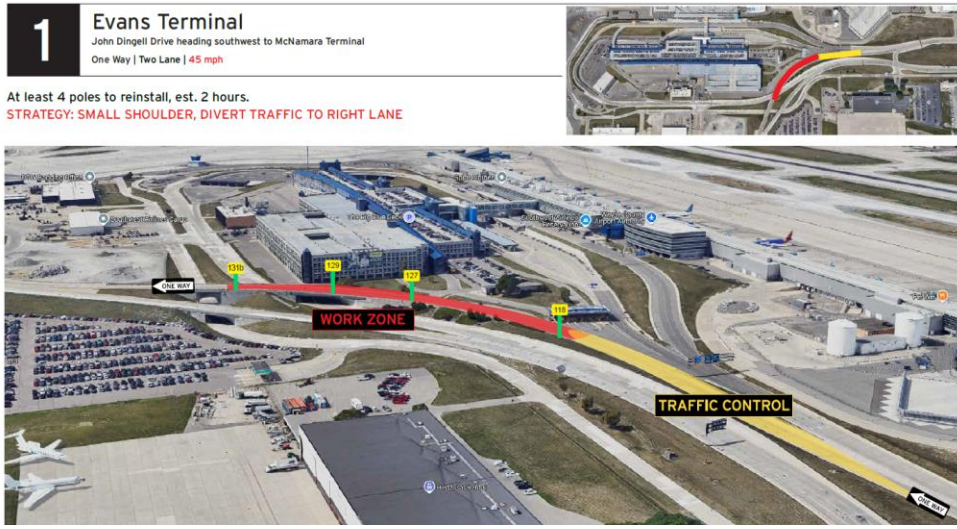 1
Evans Terminal
John Dingell Drive heading southwest to McNamara Terminal
One Way | Two Lane | 45 mph
At least 4 poles to reinstall, est. 2 hours.
STRATEGY: SMALL SHOULDER, DIVERT TRAFFIC TO RIGHT LANE
131b
129
127
118
ONE WAY
WORK ZONE
TRAFFIC CONTROL
ONE WAY